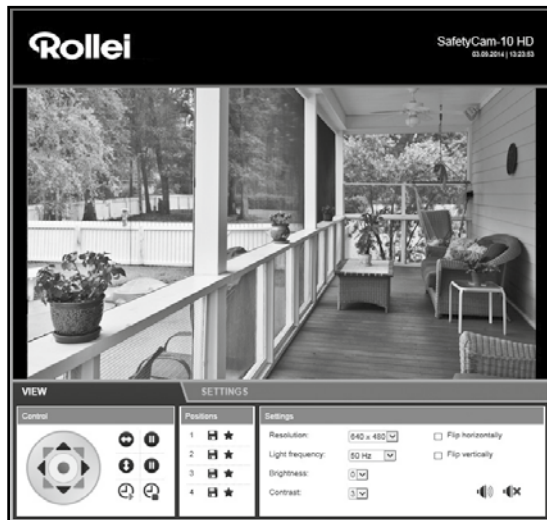 Rollei
SafetyCam-10 HD
03.09.2014 | 13:23:53
VIEW
SETTINGS
Control
Positions
1
2
3
4
Settings
Resolution: 640 x 480
Flip horizontally
Light frequency: 50 Hz
Flip vertically
Brightness: 0
Contrast: 3